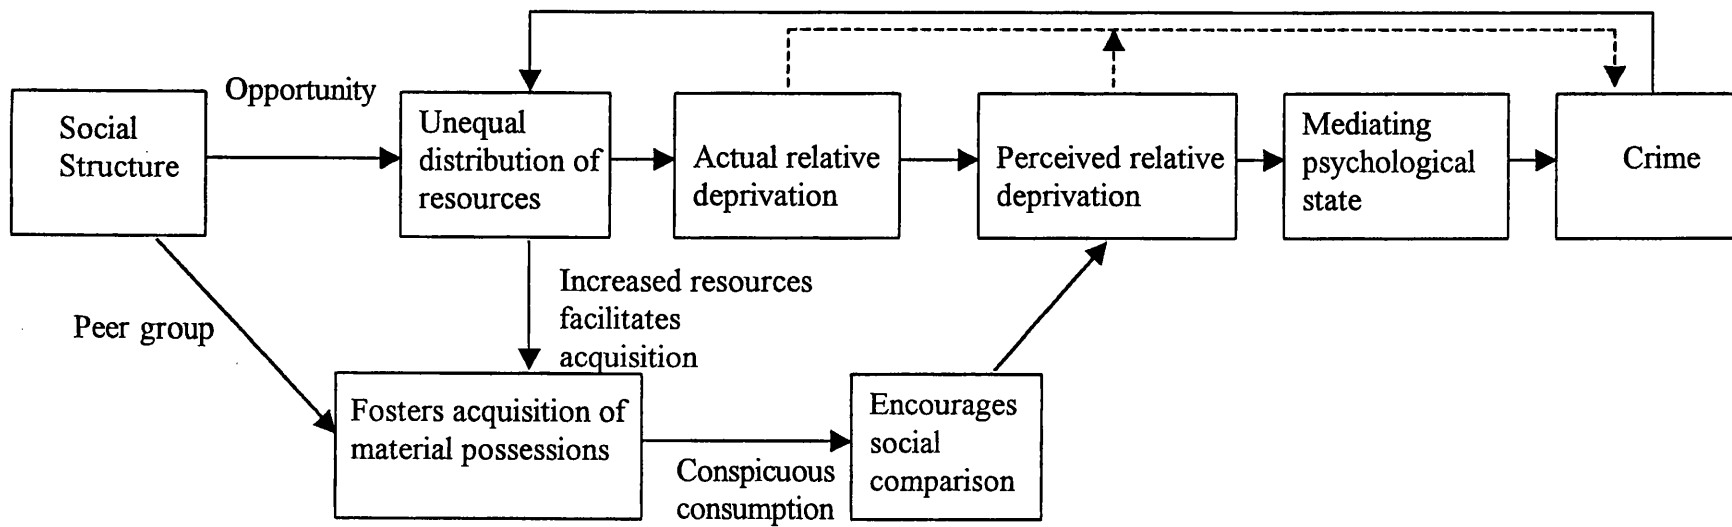 Opportunity
Social
Structure
Unequal
distribution of
resources
Actual relative
deprivation
Perceived relative
deprivation
Mediating
psychological
state
Crime
Peer group
Increased resources
facilitates
acquisition
Fosters acquisition of
material possessions
Conspicuous
consumption
Encourages
social
comparison